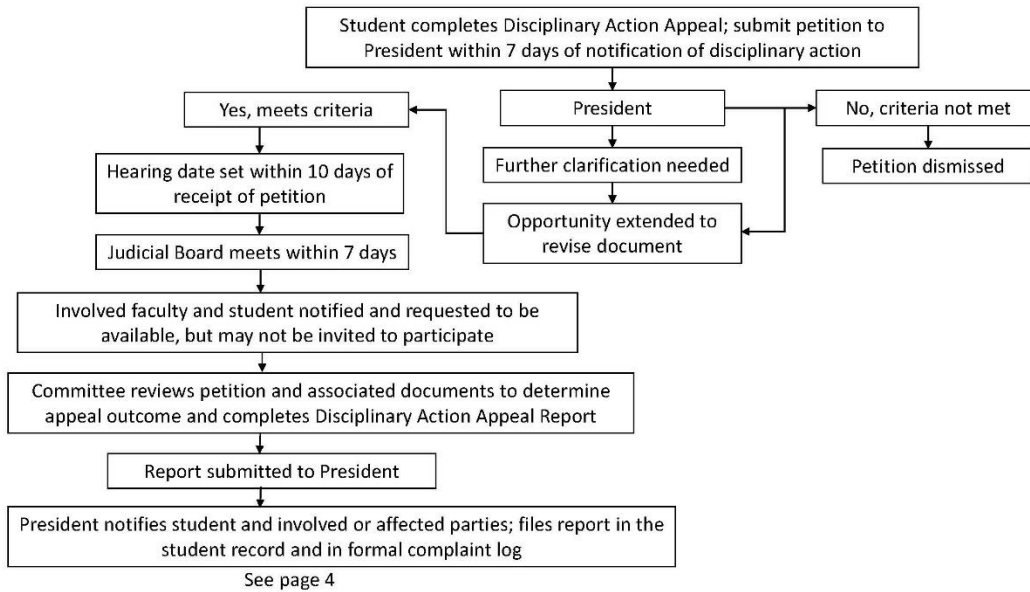 Student completes Disciplinary Action Appeal; submit petition to
President within 7 days of notification of disciplinary action
Yes, meets criteria
President
No, criteria not met
Hearing date set within 10 days of
receipt of petition
Further clarification needed
Petition dismissed
Opportunity extended to
revise document
Judicial Board meets within 7 days
Involved faculty and student notified and requested to be
available, but may not be invited to participate
Committee reviews petition and associated documents to determine
appeal outcome and completes Disciplinary Action Appeal Report
Report submitted to President
President notifies student and involved or affected parties; files report in the
student record and in formal complaint log
See page 4